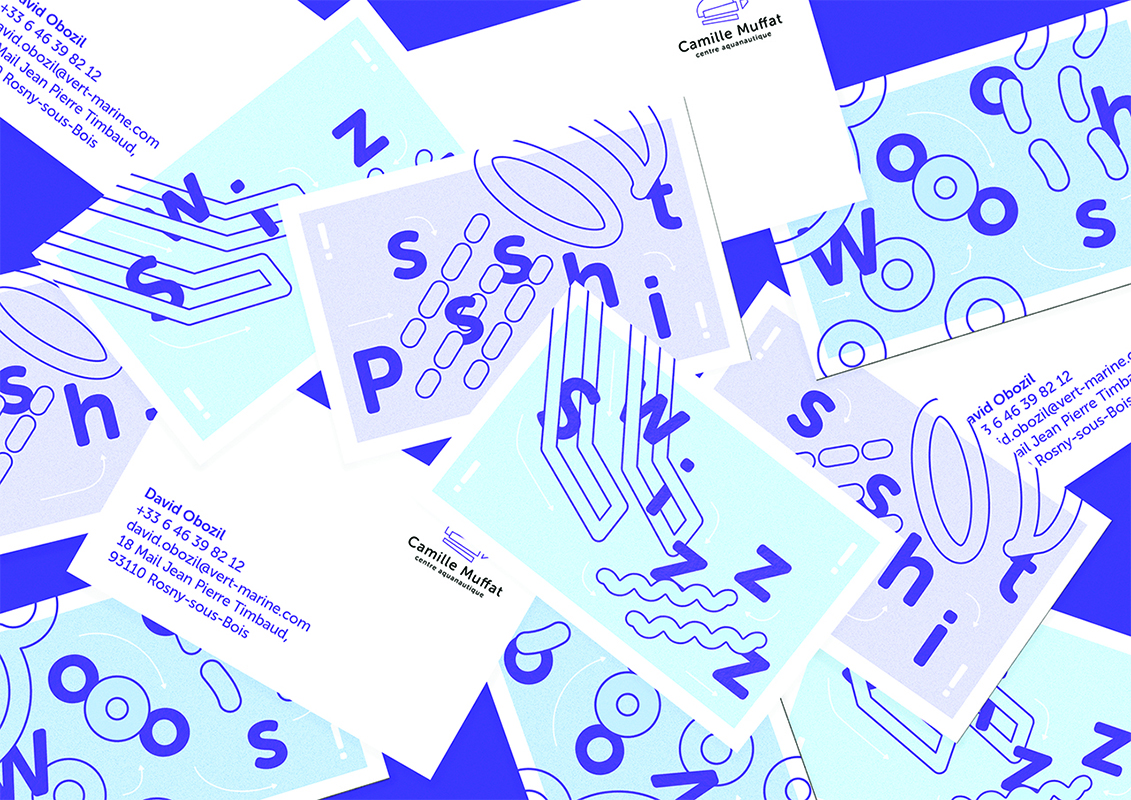 David Obozil
+33 6 46 39 82 12
david.obozil@vert-marine.com
Mail Jean Pierre Timbaud,
Rosny-sous-Bois
Camille Muffat
centre aquanautique
z
w.
i
s
s s h i t
s
P
w o o o s
h
s h.
s w.
i
z z
z
s
s
h
i
t
David Obozil
6 46 39 82 12
.obozil@vert-marine.c
Jean Pierre Timba
Rosny-sous-Bois
David Obozil
+33 6 46 39 82 12
david.obozil@vert-marine.com
18 Mail Jean Pierre Timbaud,
93110 Rosny-sous-Bois
Camille Muffat
centre aquanautique
w o o o s
o
o
z
z